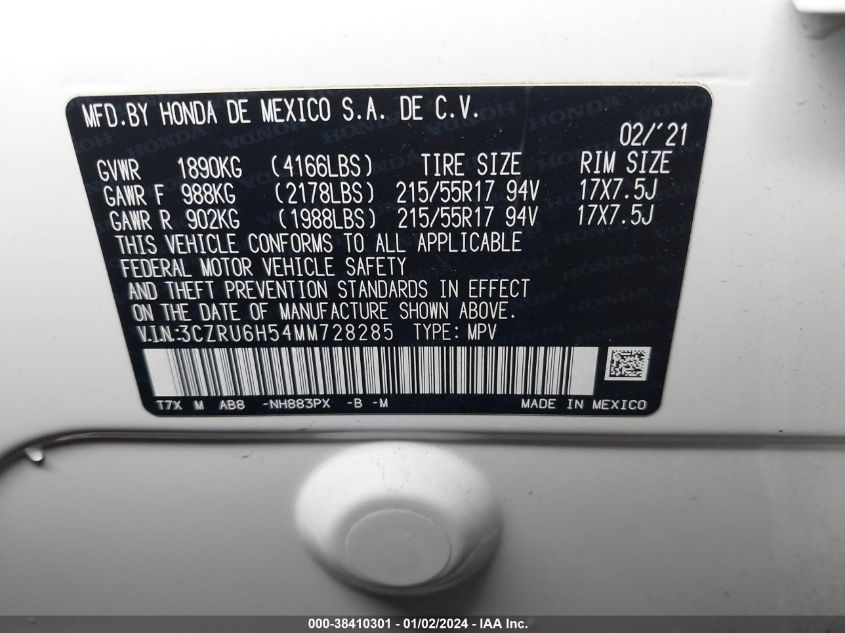 MFD.BY HONDA DE MEXICO S.A. DE C.V.
02/'21
GVWR 1890KG (4166LBS) TIRE SIZE RIM SIZE
GAWR F 988KG (2178LBS) 215/55R17 94V 17X7.5J
GAWR R 902KG (1988LBS) 215/55R17 94V 17X7.5J
THIS VEHICLE CONFORMS TO ALL APPLICABLE
FEDERAL MOTOR VEHICLE SAFETY
AND THEFT PREVENTION STANDARDS IN EFFECT
ON THE DATE OF MANUFACTURE SHOWN ABOVE.
V.I.N.:3CZRU6H54MM728285 TYPE: MPV
T7X M AB8 -NH883PX -B -M MADE IN MEXICO
000-38410301 - 01/02/2024 - IAA Inc.